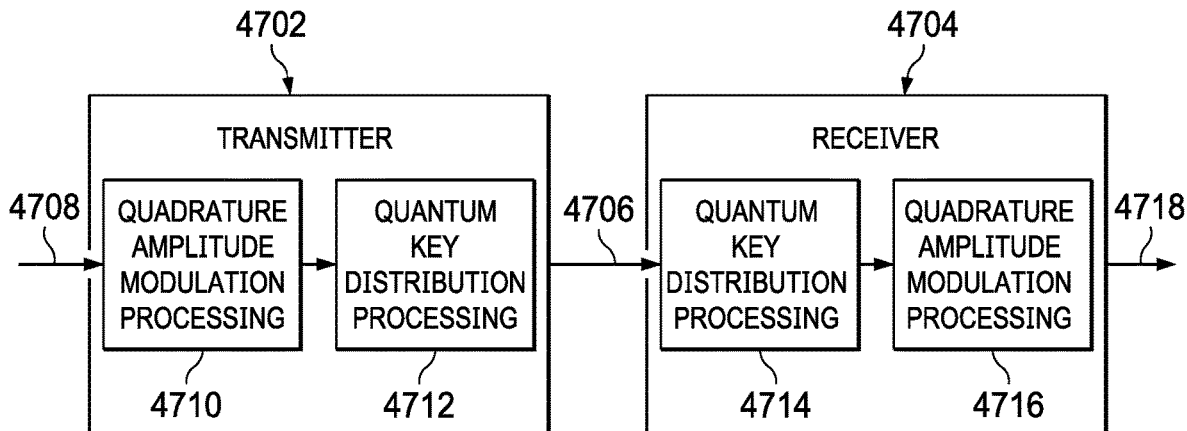 4702
4704
TRANSMITTER
RECEIVER
4708
QUADRATURE
AMPLITUDE
MODULATION
PROCESSING
QUANTUM
KEY
DISTRIBUTION
PROCESSING
4706
QUANTUM
KEY
DISTRIBUTION
PROCESSING
QUADRATURE
AMPLITUDE
MODULATION
PROCESSING
4718
4710
4712
4714
4716